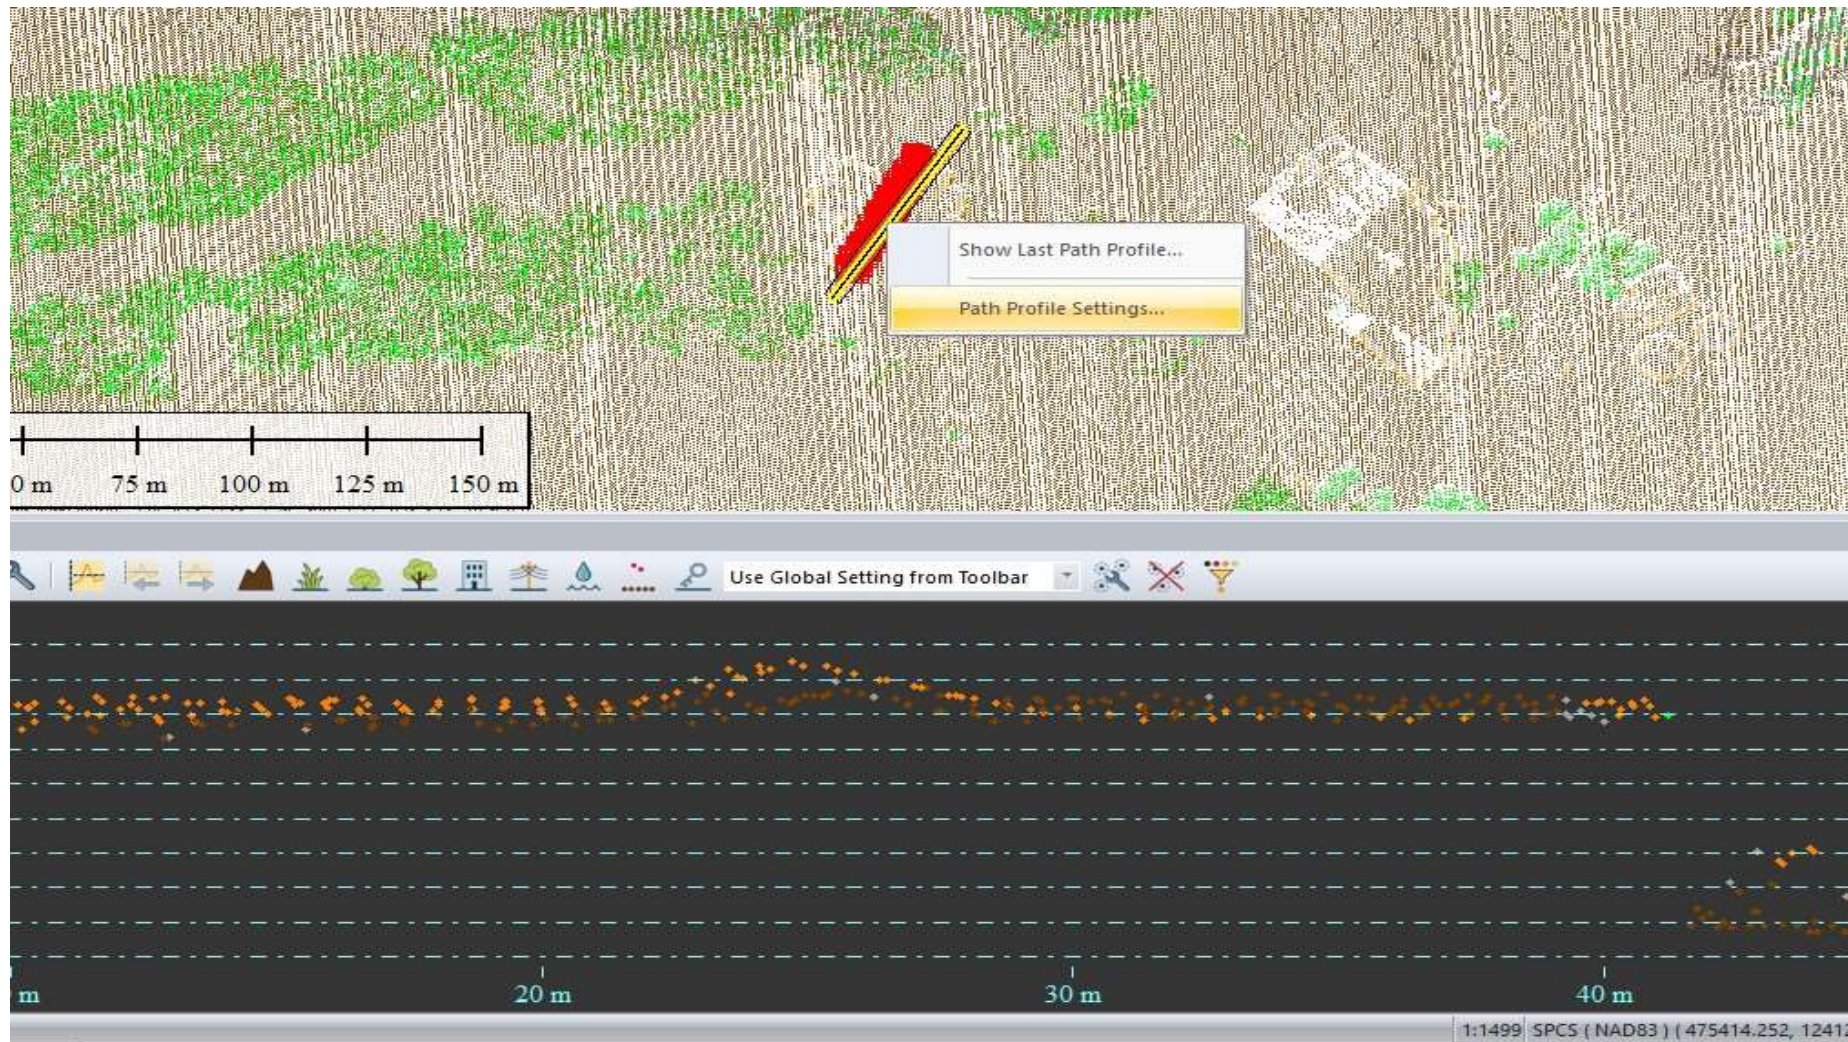 Show Last Path Profile...
Path Profile Settings...
0 m 75 m 100 m 125 m 150 m
Use Global Setting from Toolbar
m 20 m 30 m 40 m
1:1499 SPCS ( NAD83 ) ( 475414.252, 12412